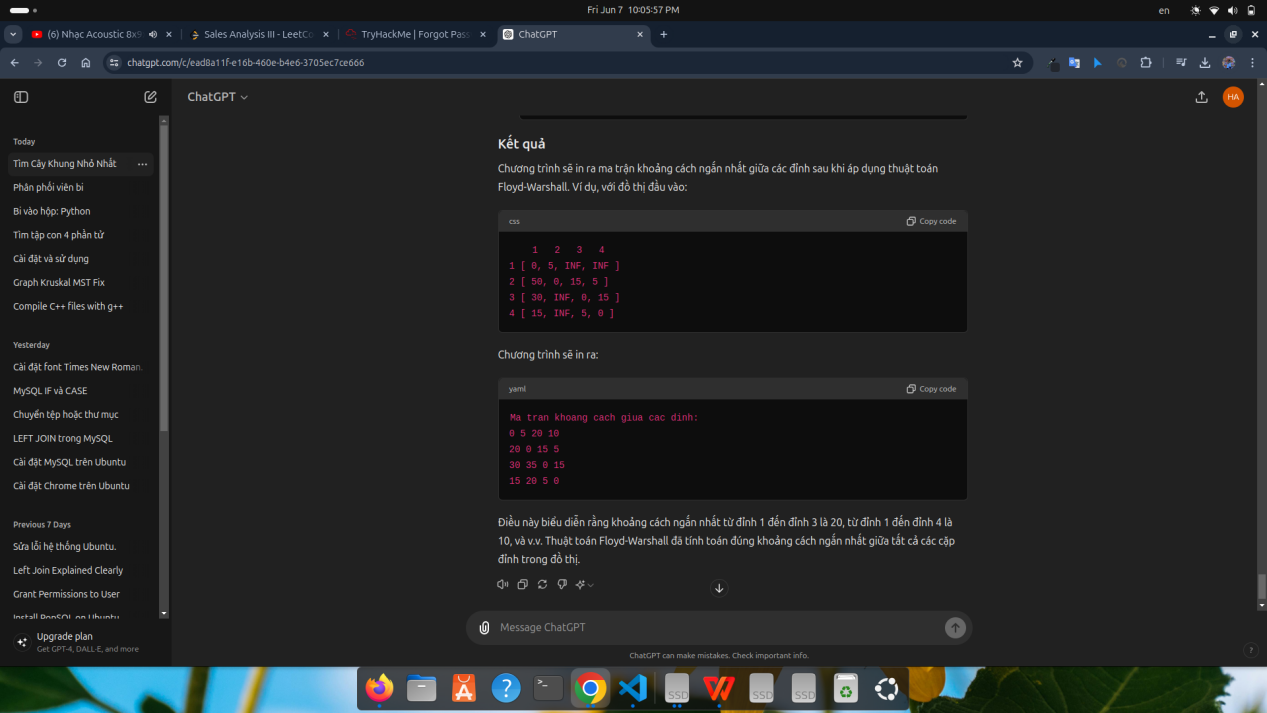 Fri Jun 7 10:05:57 PM
en
(6) Nhạc Acoustic 8x9
Sales Analysis III - LeetCo
TryHackMe | Forgot Pass
ChatGPT
chatgpt.com/c/ead8a11f-e16b-460e-b4e6-3705ec7ce666
ChatGPT
HA
Today
Tìm Cây Khung Nhỏ Nhất
Phân phối viên bi
Bi vào hộp: Python
Tìm tập con 4 phần tử
Cài đặt và sử dụng
Graph Kruskal MST Fix
Compile C++ files with g++
Yesterday
Cài đặt font Times New Roman.
MySQL IF và CASE
Chuyển tệp hoặc thư mục
LEFT JOIN trong MySQL
Cài đặt MySQL trên Ubuntu
Cài đặt Chrome trên Ubuntu
Previous 7 Days
Sửa lỗi hệ thống Ubuntu.
Left Join Explained Clearly
Grant Permissions to User
Install PopSQL on Ubuntu
Upgrade plan
Get GPT-4, DALL·E, and more
Kết quả
Chương trình sẽ in ra ma trận khoảng cách ngắn nhất giữa các đỉnh sau khi áp dụng thuật toán
Floyd-Warshall. Ví dụ, với đồ thị đầu vào:
css
Copy code
1 2 3 4
1 [ 0, 5, INF, INF ]
2 [ 50, 0, 15, 5 ]
3 [ 30, INF, 0, 15 ]
4 [ 15, INF, 5, 0 ]
Chương trình sẽ in ra:
yaml
Copy code
Ma tran khoang cach giua cac dinh:
0 5 20 10
20 0 15 5
30 35 0 15
15 20 5 0
Điều này biểu diễn rằng khoảng cách ngắn nhất từ đỉnh 1 đến đỉnh 3 là 20, từ đỉnh 1 đến đỉnh 4 là
10, và v.v. Thuật toán Floyd-Warshall đã tính toán đúng khoảng cách ngắn nhất giữa tất cả các cặp
đỉnh trong đồ thị.
Message ChatGPT
ChatGPT can make mistakes. Check important info.
?
SSD
SSD
SSD